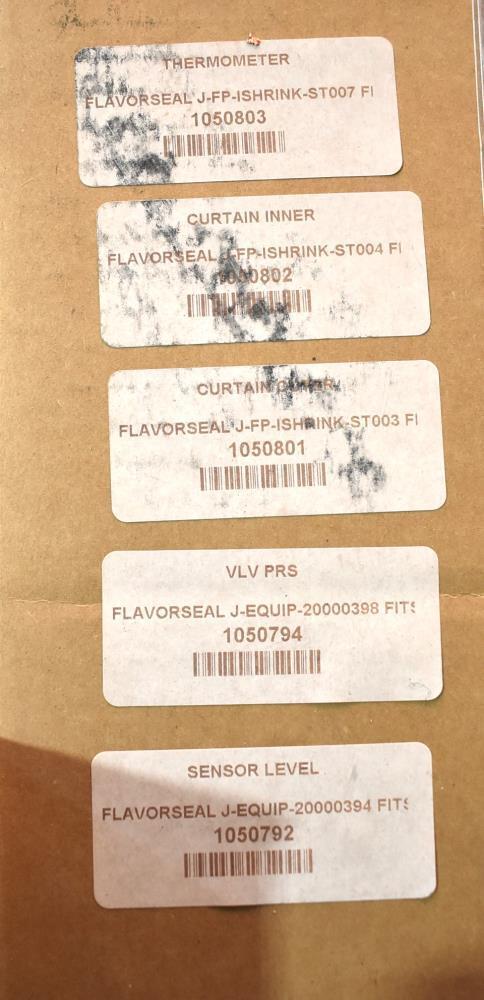 THERMOMETER
FLAVORSEAL J-FP-ISHRINK-ST007 FI
1050803
CURTAIN INNER
FLAVORSEAL J-FP-ISHRINK-ST004 FI
1050802
CURTAIN
FLAVORSEAL J-FP-ISHRINK-ST003 FI
1050801
VLV PRS
FLAVORSEAL J-EQUIP-20000398 FITS
1050794
SENSOR LEVEL
FLAVORSEAL J-EQUIP-20000394 FITS
1050792